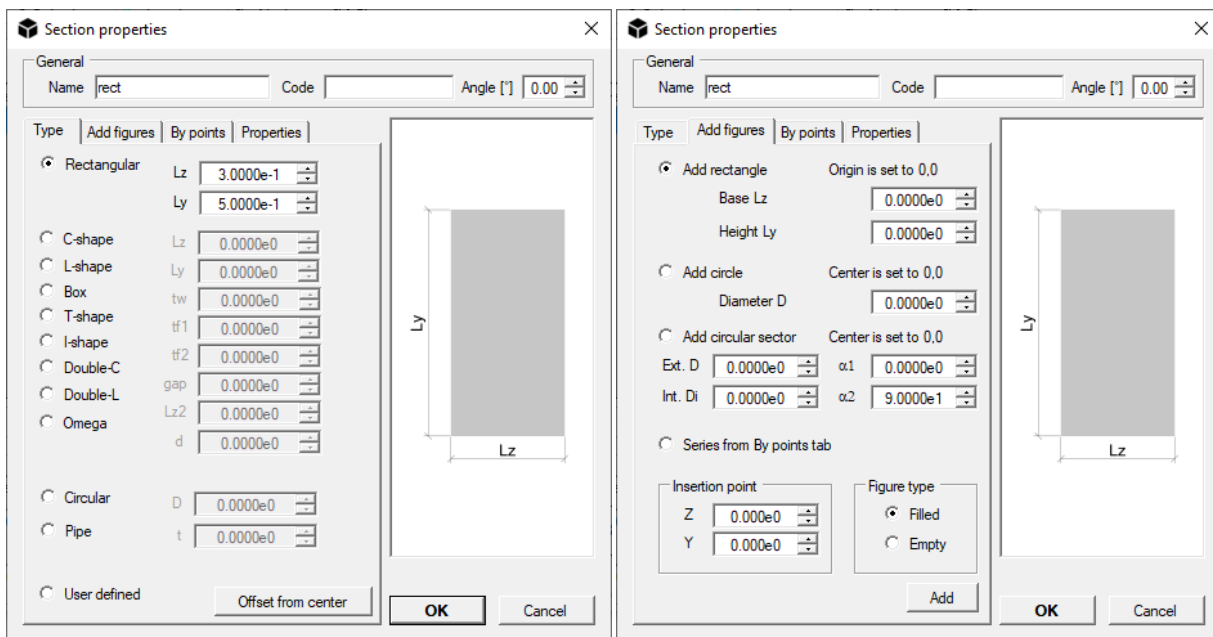 Section properties
General
Name rect Code Angle [°] 0.00
Type Add figures By points Properties
Rectangular Lz 3.0000e-1
Ly 5.0000e-1
C-shape Lz 0.0000e0
L-shape Ly 0.0000e0
Box tw 0.0000e0
T-shape tf1 0.0000e0
I-shape tf2 0.0000e0
Double-C gap 0.0000e0
Double-L Lz2 0.0000e0
Omega d 0.0000e0
Circular D 0.0000e0
Pipe t 0.0000e0
User defined Offset from center
Ly
Lz
OK Cancel
Section properties
General
Name rect Code Angle [°] 0.00
Type Add figures By points Properties
Add rectangle Origin is set to 0,0
Base Lz 0.0000e0
Height Ly 0.0000e0
Add circle Center is set to 0,0
Diameter D 0.0000e0
Add circular sector Center is set to 0,0
Ext. D 0.0000e0 α1 0.0000e0
Int. Di 0.0000e0 α2 9.0000e1
Series from By points tab
Insertion point Figure type
Z 0.000e0 Filled
Y 0.000e0 Empty
Add
Ly
Lz
OK Cancel